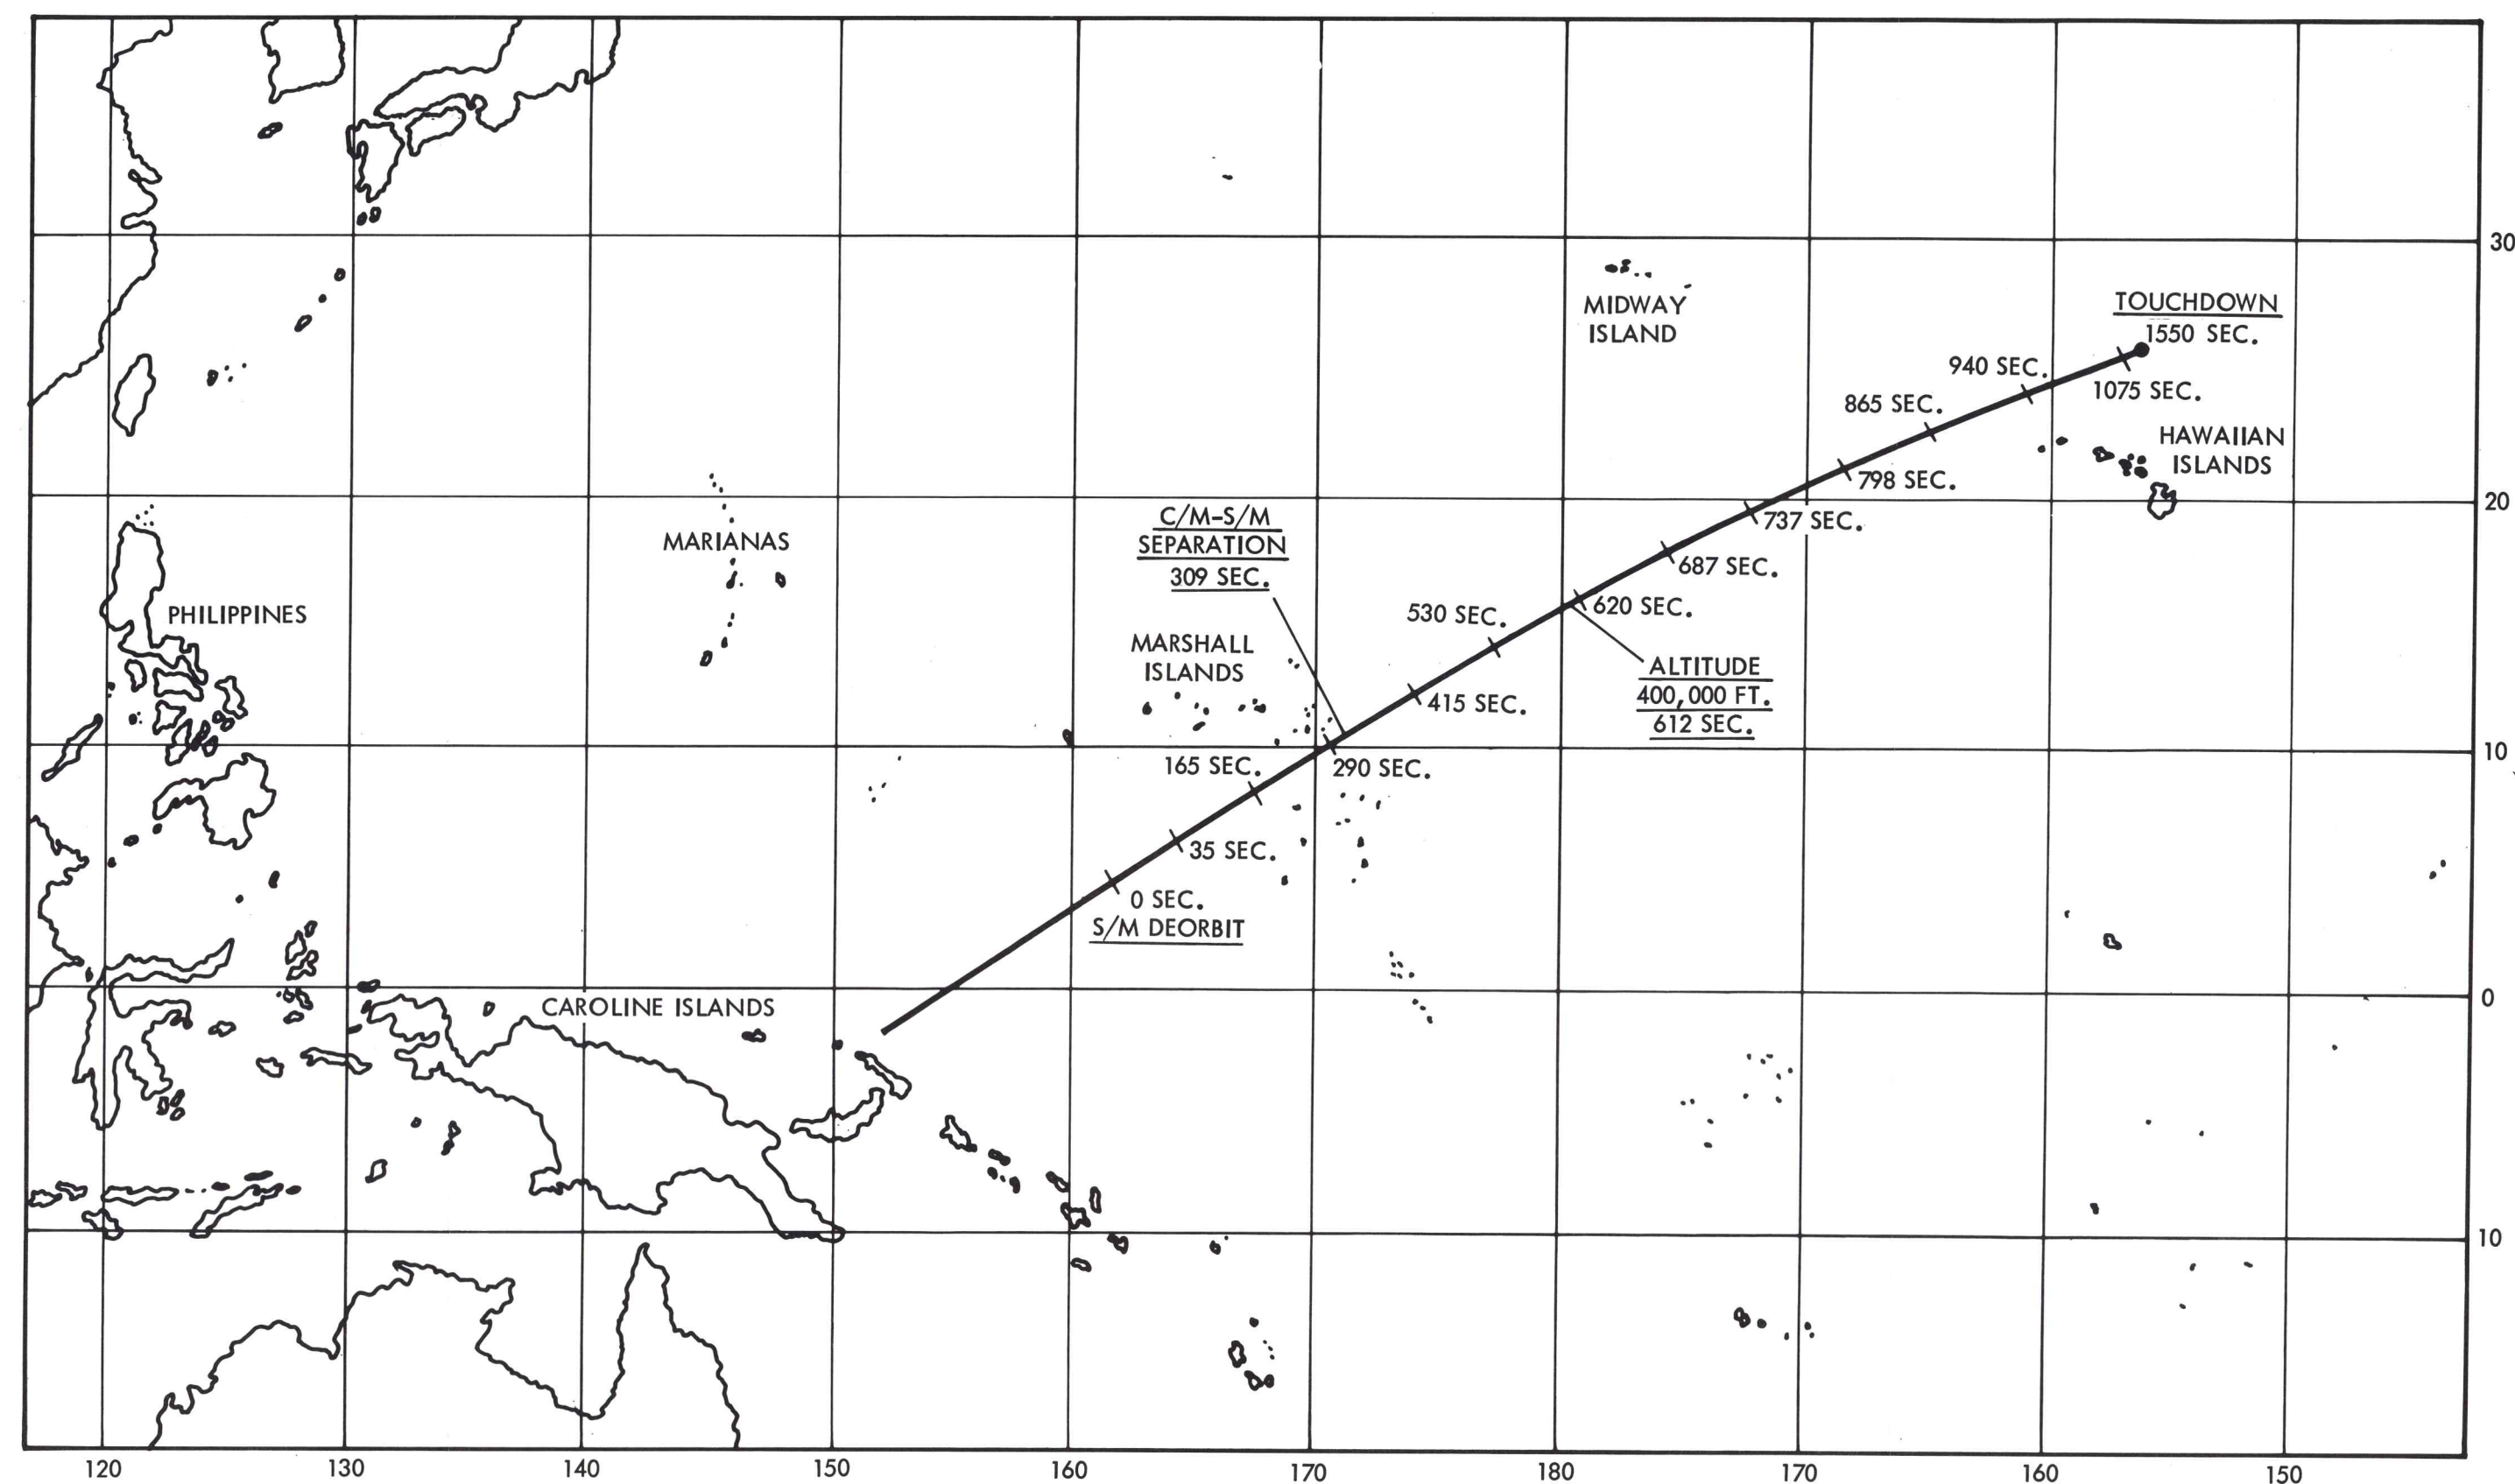 30
MIDWAY
ISLAND
TOUCHDOWN
1550 SEC.
940 SEC.
1075 SEC.
865 SEC.
HAWAIIAN
ISLANDS
798 SEC.
20
C/M-S/M
SEPARATION
309 SEC.
737 SEC.
MARIANAS
687 SEC.
PHILIPPINES
530 SEC.
620 SEC.
MARSHALL
ISLANDS
ALTITUDE
400,000 FT.
612 SEC.
415 SEC.
10
165 SEC.
290 SEC.
35 SEC.
0 SEC.
S/M DEORBIT
0
CAROLINE ISLANDS
10
120 130 140 150 160 170 180 170 160 150